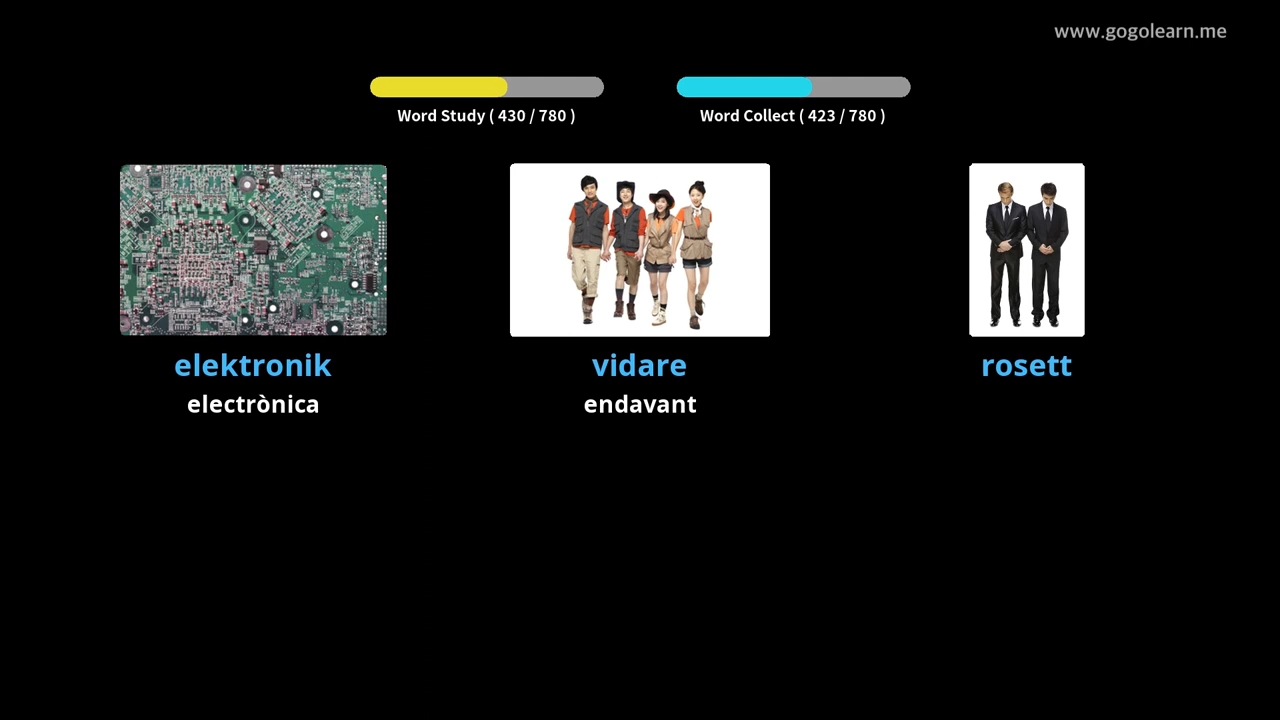 www.gogolearn.me
Word Study ( 430 / 780 )
Word Collect ( 423 / 780 )
elektronik
electrònica
vidare
endavant
rosett